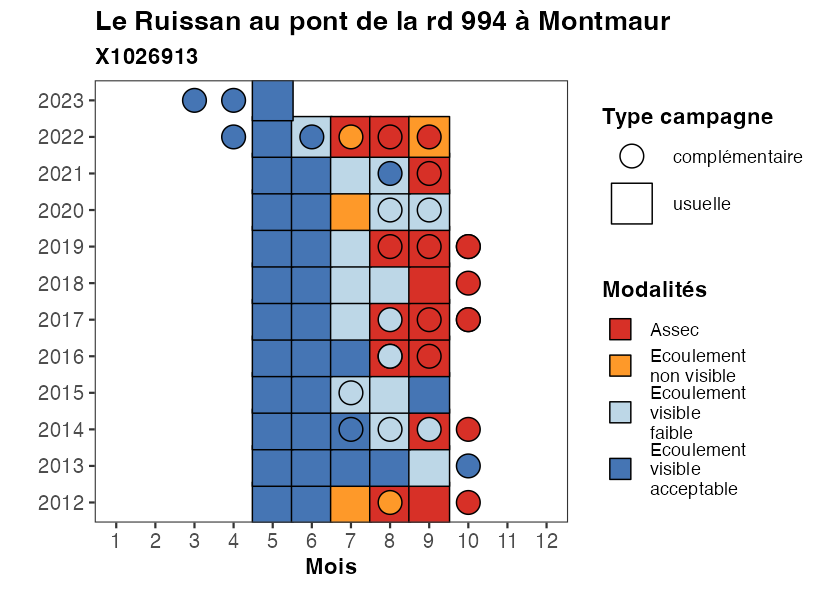 Le Ruissan au pont de la rd 994 à Montmaur
X1026913
2023
2022
2021
2020
2019
2018
2017
2016
2015
2014
2013
2012
1 2 3 4 5 6 7 8 9 10 11 12
Mois
Type campagne
complémentaire
usuelle
Modalités
Assec
Ecoulement
non visible
Ecoulement
visible
faible
Ecoulement
visible
acceptable